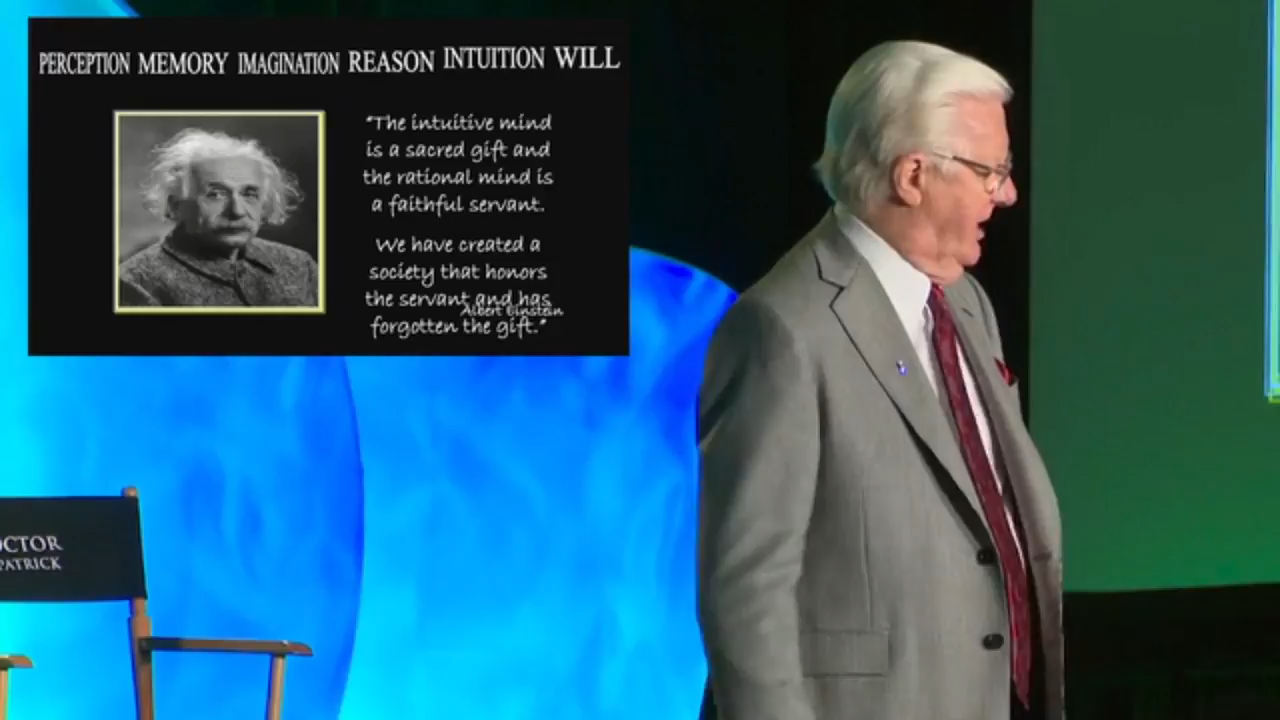 PERCEPTION MEMORY IMAGINATION REASON INTUITION WILL
"The intuitive mind
is a sacred gift and
the rational mind is
a faithful servant.
We have created a
society that honors
the servant and has
Albert Einstein
forgotten the gift."
OCTOR
PATRICK